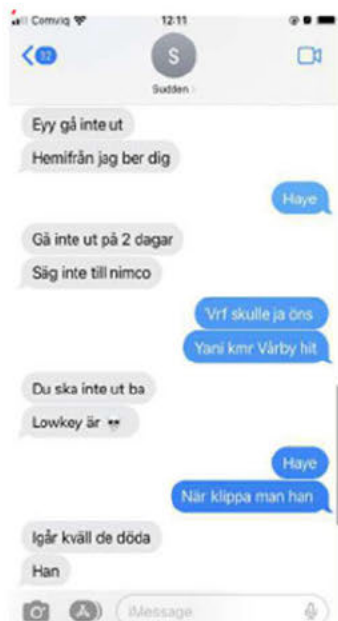 Comviq
12:11
32
S
Sudden
Eyy gå inte ut
Hemifrån jag ber dig
Haye
Gå inte ut på 2 dagar
Säg inte till nimco
Vrf skulle ja öns
Yani kmr Vårby hit
Du ska inte ut ba
Lowkey är 💀
Haye
När klippa man han
Igår kväll de döda
Han
iMessage